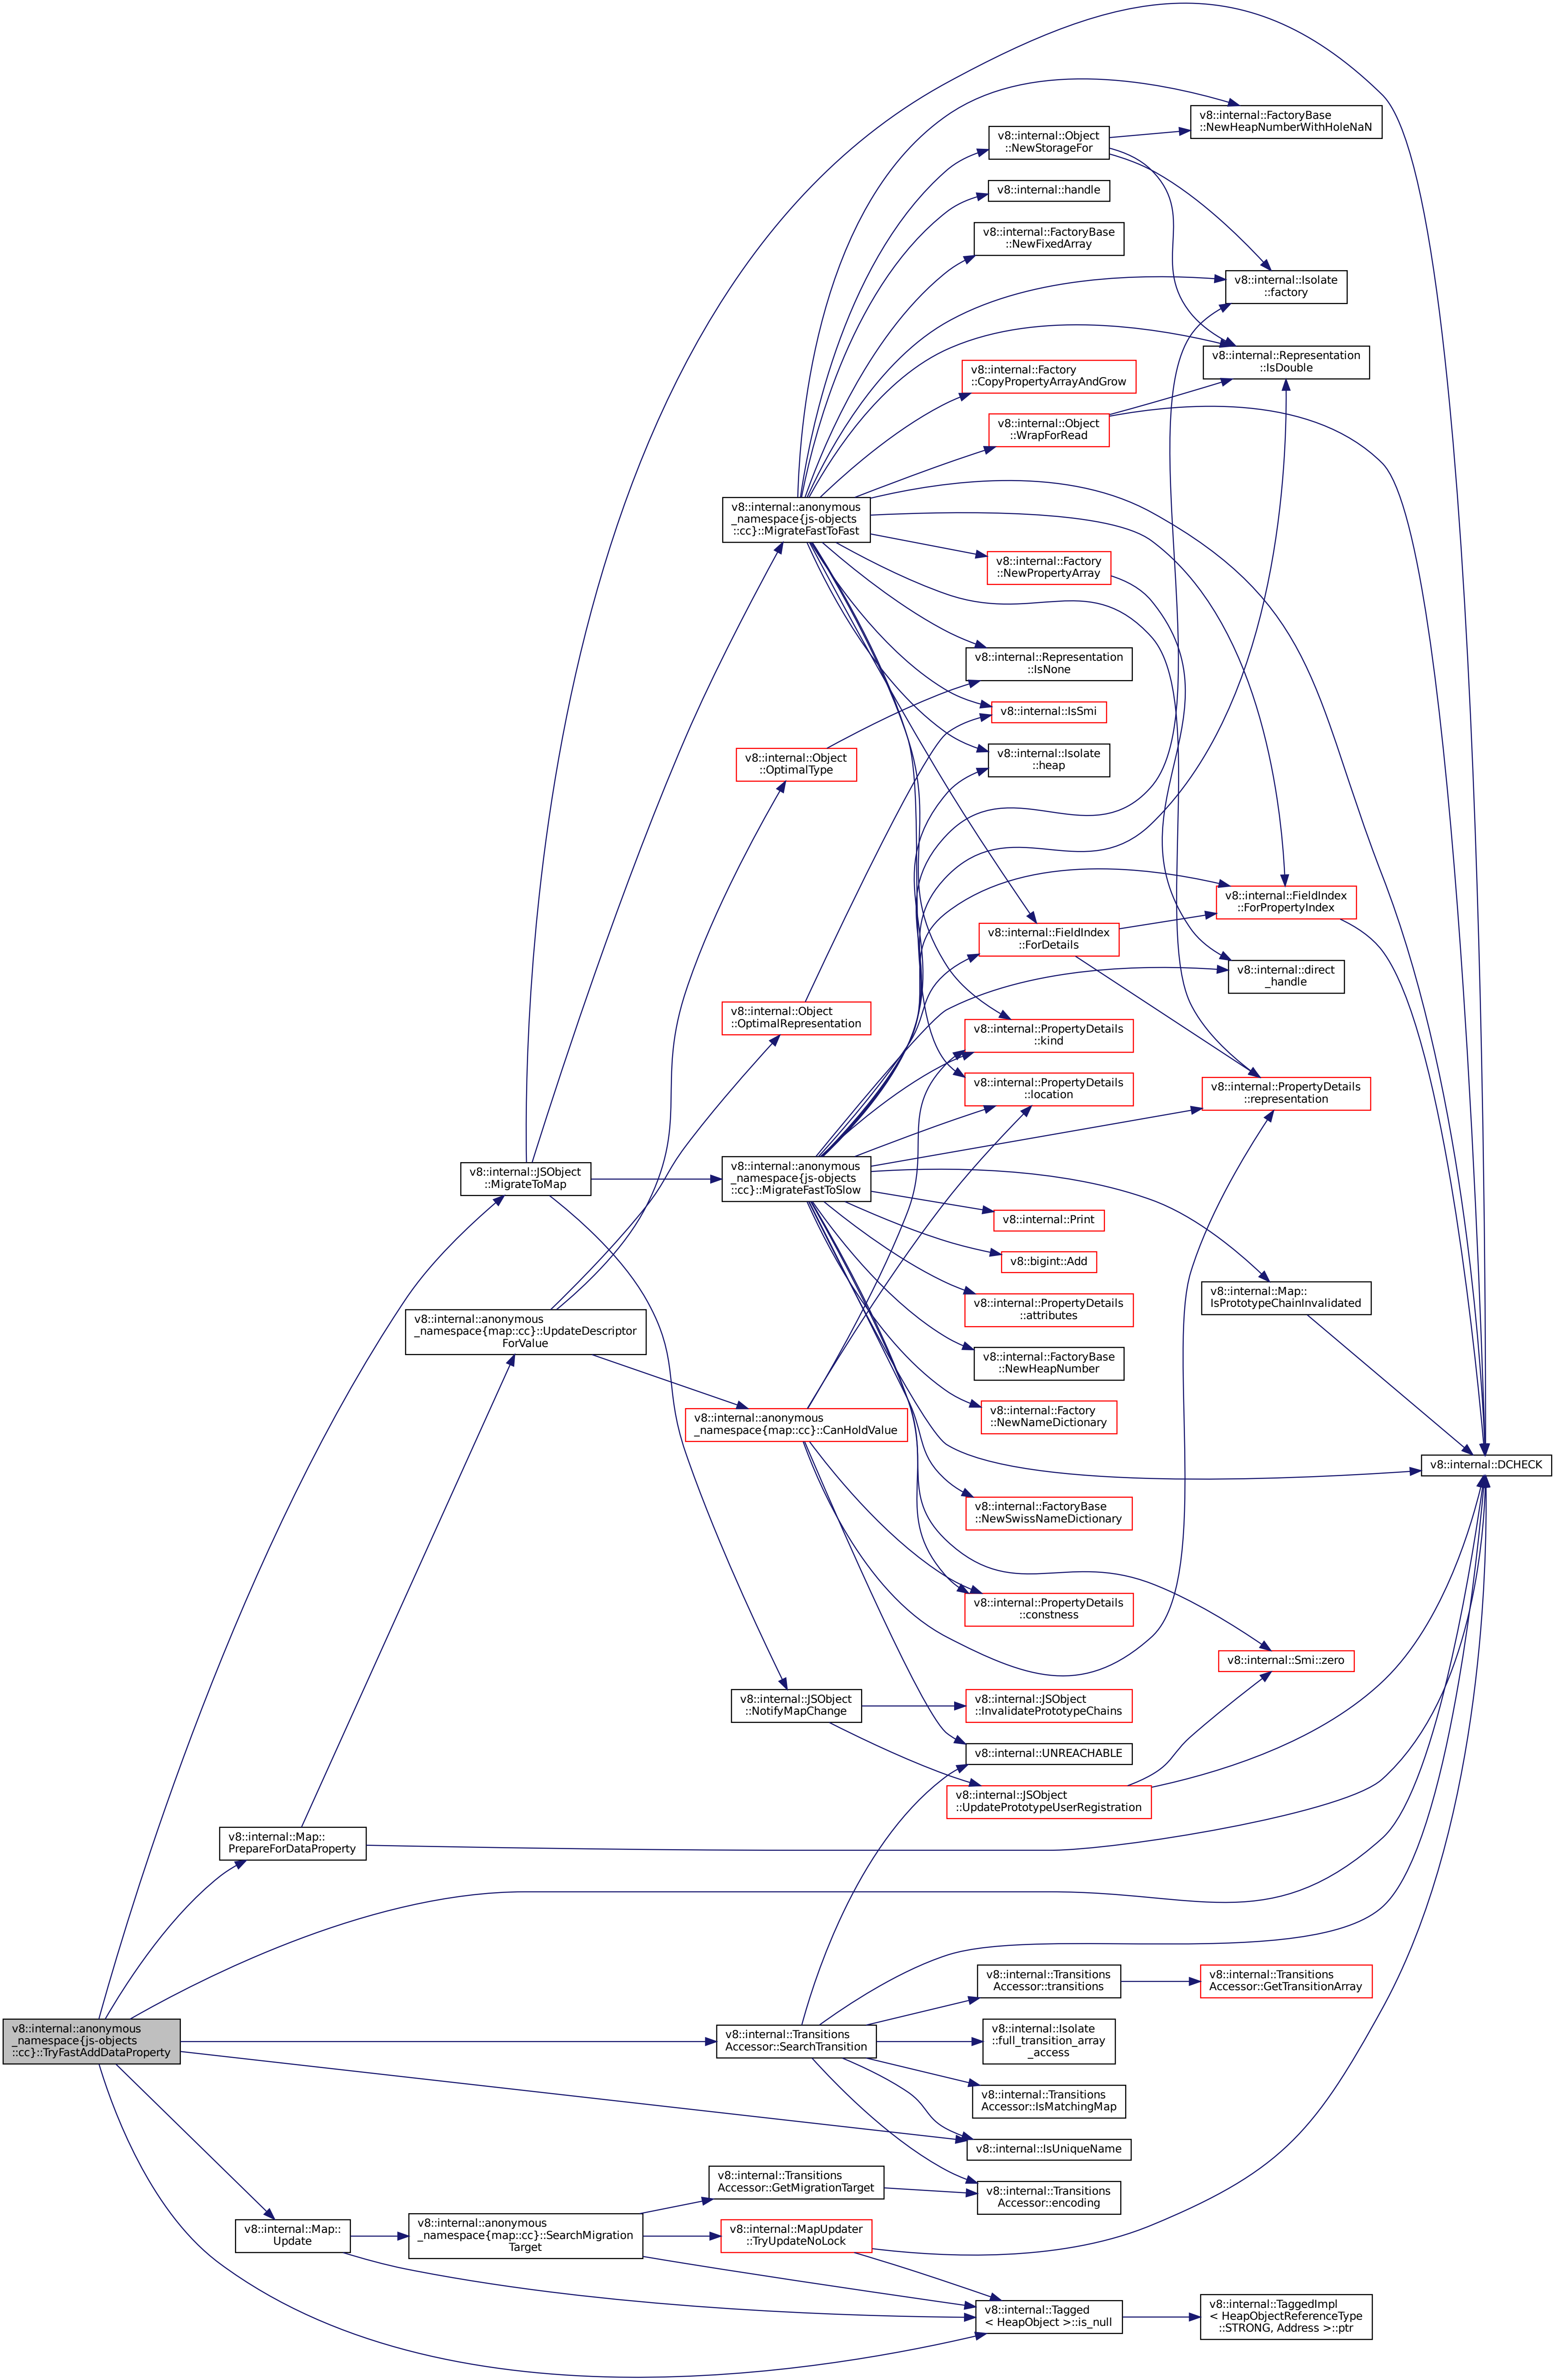 v8::internal::FactoryBase
::NewHeapNumberWithHoleNaN
v8::internal::Object
::NewStorageFor
v8::internal::handle
v8::internal::FactoryBase
::NewFixedArray
v8::internal::Isolate
::factory
v8::internal::Representation
::IsDouble
v8::internal::Factory
::CopyPropertyArrayAndGrow
v8::internal::Object
::WrapForRead
v8::internal::anonymous
_namespace{js-objects
::cc}::MigrateFastToFast
v8::internal::Factory
::NewPropertyArray
v8::internal::Representation
::IsNone
v8::internal::IsSmi
v8::internal::Isolate
::heap
v8::internal::Object
::OptimalType
v8::internal::FieldIndex
::ForPropertyIndex
v8::internal::FieldIndex
::ForDetails
v8::internal::direct
_handle
v8::internal::Object
::OptimalRepresentation
v8::internal::PropertyDetails
::kind
v8::internal::PropertyDetails
::location
v8::internal::PropertyDetails
::representation
v8::internal::JSObject
::MigrateToMap
v8::internal::anonymous
_namespace{js-objects
::cc}::MigrateFastToSlow
v8::internal::Print
v8::bigint::Add
v8::internal::PropertyDetails
::attributes
v8::internal::Map::
IsPrototypeChainInvalidated
v8::internal::anonymous
_namespace{map::cc}::UpdateDescriptor
ForValue
v8::internal::FactoryBase
::NewHeapNumber
v8::internal::anonymous
_namespace{map::cc}::CanHoldValue
v8::internal::Factory
::NewNameDictionary
v8::internal::DCHECK
v8::internal::FactoryBase
::NewSwissNameDictionary
v8::internal::PropertyDetails
::constness
v8::internal::Smi::zero
v8::internal::JSObject
::NotifyMapChange
v8::internal::JSObject
::InvalidatePrototypeChains
v8::internal::UNREACHABLE
v8::internal::JSObject
::UpdatePrototypeUserRegistration
v8::internal::Map::
PrepareForDataProperty
v8::internal::Transitions
Accessor::transitions
v8::internal::Transitions
Accessor::GetTransitionArray
v8::internal::anonymous
_namespace{js-objects
::cc}::TryFastAddDataProperty
v8::internal::Transitions
Accessor::SearchTransition
v8::internal::Isolate
::full_transition_array
_access
v8::internal::Transitions
Accessor::IsMatchingMap
v8::internal::IsUniqueName
v8::internal::Transitions
Accessor::GetMigrationTarget
v8::internal::Transitions
Accessor::encoding
v8::internal::Map::
Update
v8::internal::anonymous
_namespace{map::cc}::SearchMigration
Target
v8::internal::MapUpdater
::TryUpdateNoLock
v8::internal::Tagged
< HeapObject >::is_null
v8::internal::TaggedImpl
< HeapObjectReferenceType
::STRONG, Address >::ptr